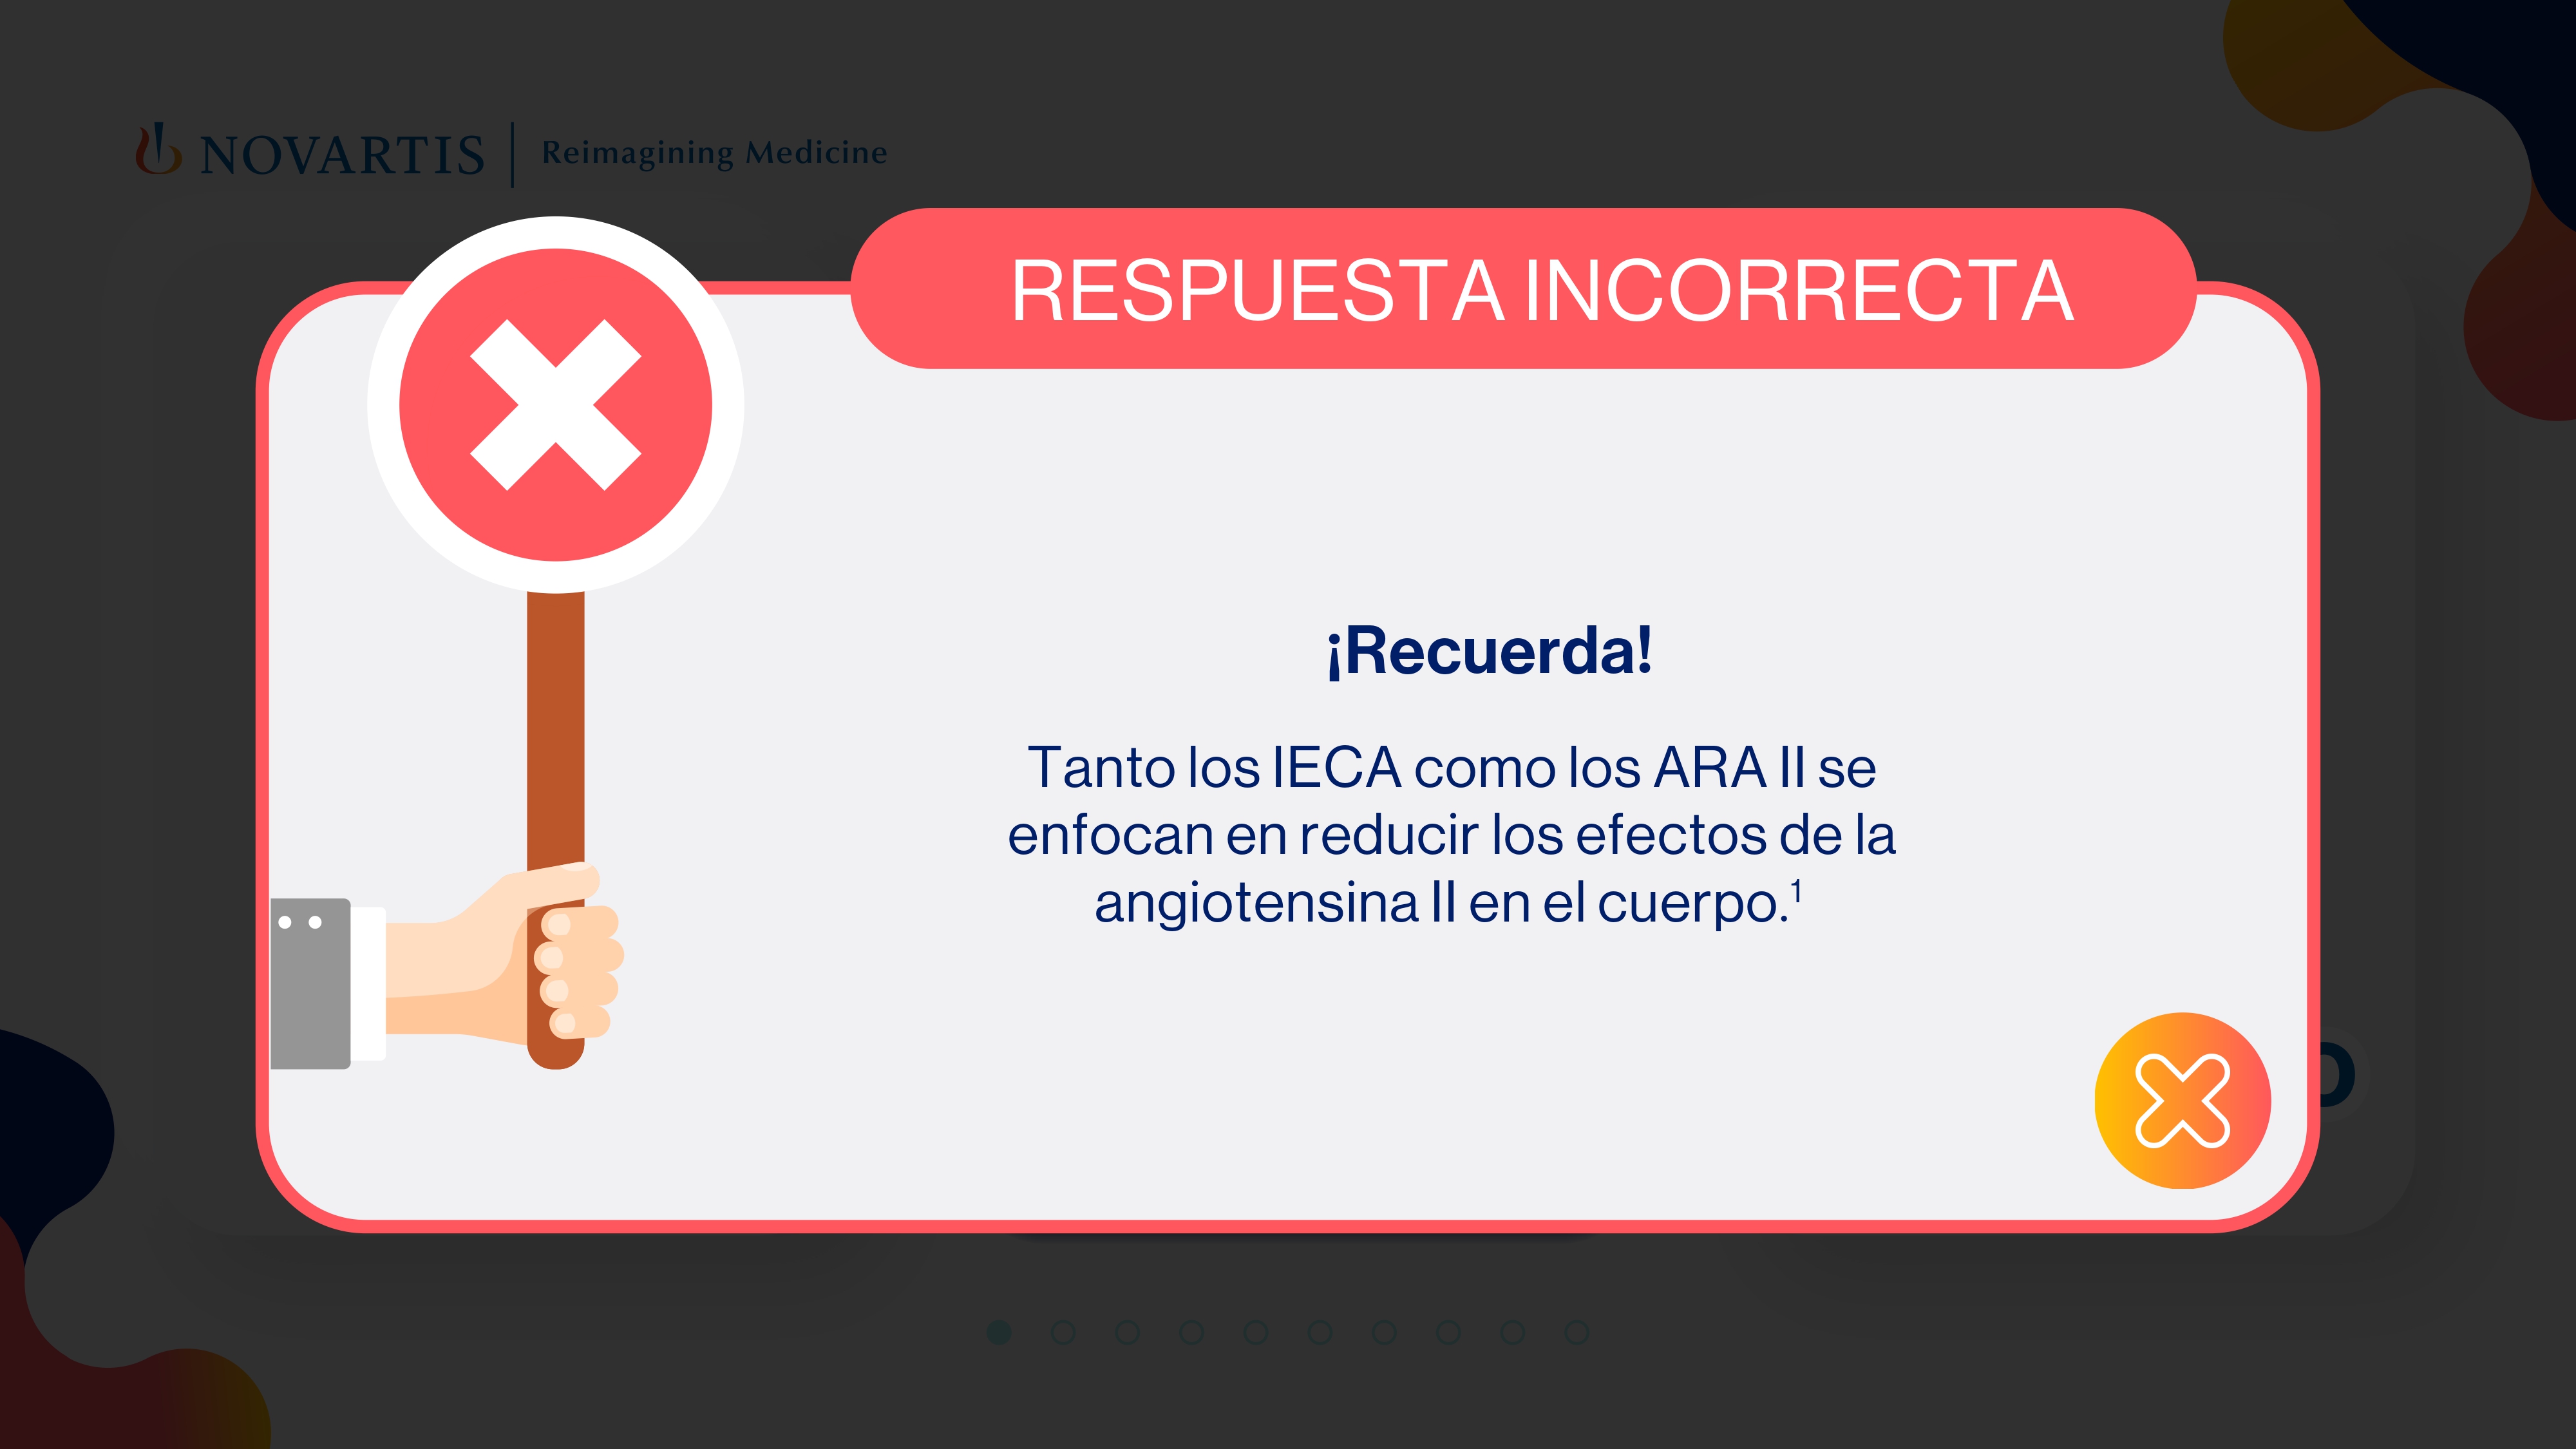 NOVARTIS
Reimagining Medicine
RESPUESTA INCORRECTA
¡Recuerda!
Tanto los IECA como los ARA II se
enfocan en reducir los efectos de la
angiotensina II en el cuerpo.¹